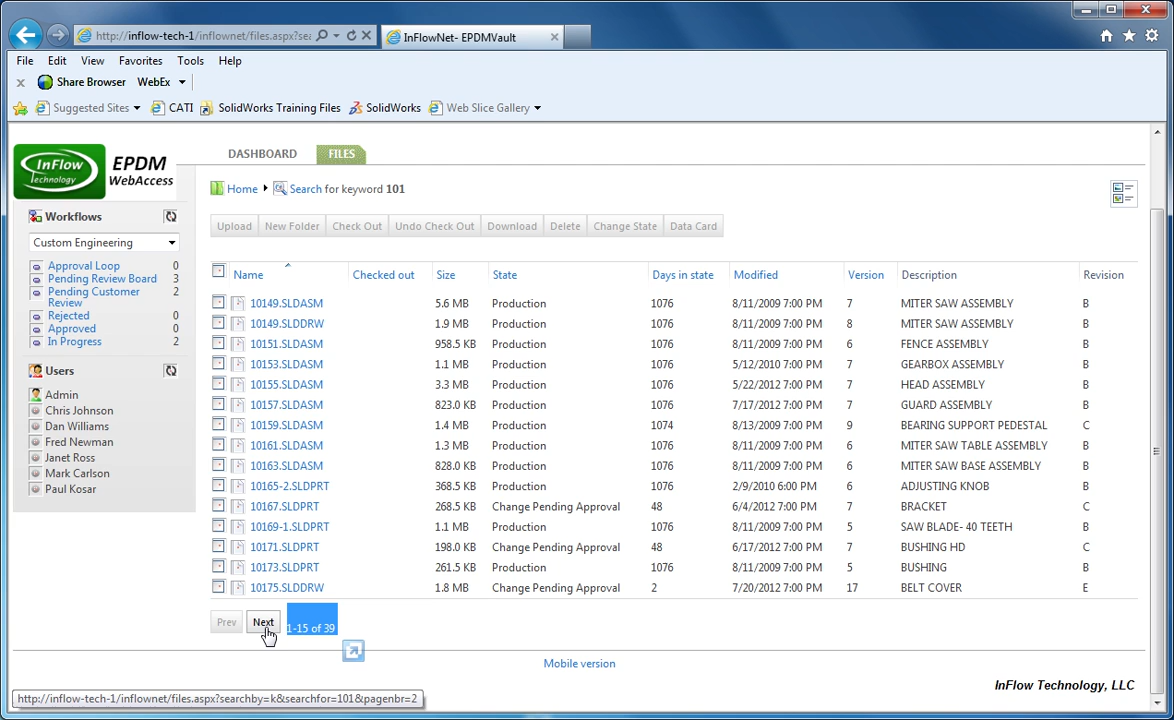 http://inflow-tech-1/inflownet/files.aspx?sea
InFlowNet- EPDMVault
File Edit View Favorites Tools Help
x Share Browser WebEx
Suggested Sites CATI SolidWorks Training Files SolidWorks Web Slice Gallery
InFlow Technology EPDM WebAccess
DASHBOARD FILES
Home Search for keyword 101
Upload New Folder Check Out Undo Check Out Download Delete Change State Data Card
Workflows
Custom Engineering
Approval Loop 0
Pending Review Board 3
Pending Customer Review 2
Rejected 0
Approved 0
In Progress 2
Users
Admin
Chris Johnson
Dan Williams
Fred Newman
Janet Ross
Mark Carlson
Paul Kosar
Name Checked out Size State Days in state Modified Version Description Revision
10149.SLDASM 5.6 MB Production 1076 8/11/2009 7:00 PM 7 MITER SAW ASSEMBLY B
10149.SLDDRW 1.9 MB Production 1076 8/11/2009 7:00 PM 8 MITER SAW ASSEMBLY B
10151.SLDASM 958.5 KB Production 1076 8/11/2009 7:00 PM 6 FENCE ASSEMBLY B
10153.SLDASM 1.1 MB Production 1076 5/12/2010 7:00 PM 7 GEARBOX ASSEMBLY B
10155.SLDASM 3.3 MB Production 1076 5/22/2012 7:00 PM 7 HEAD ASSEMBLY B
10157.SLDASM 823.0 KB Production 1076 7/17/2012 7:00 PM 7 GUARD ASSEMBLY B
10159.SLDASM 1.4 MB Production 1074 8/13/2009 7:00 PM 9 BEARING SUPPORT PEDESTAL C
10161.SLDASM 1.3 MB Production 1076 8/11/2009 7:00 PM 6 MITER SAW TABLE ASSEMBLY B
10163.SLDASM 828.0 KB Production 1076 8/11/2009 7:00 PM 6 MITER SAW BASE ASSEMBLY B
10165-2.SLDPRT 368.5 KB Production 1076 2/9/2010 6:00 PM 6 ADJUSTING KNOB B
10167.SLDPRT 268.5 KB Change Pending Approval 48 6/4/2012 7:00 PM 7 BRACKET C
10169-1.SLDPRT 1.1 MB Production 1076 8/11/2009 7:00 PM 5 SAW BLADE- 40 TEETH B
10171.SLDPRT 198.0 KB Change Pending Approval 48 6/17/2012 7:00 PM 7 BUSHING HD C
10173.SLDPRT 261.5 KB Production 1076 8/11/2009 7:00 PM 5 BUSHING B
10175.SLDDRW 1.8 MB Change Pending Approval 2 7/20/2012 7:00 PM 17 BELT COVER E
Prev Next 1-15 of 39
Mobile version
InFlow Technology, LLC
http://inflow-tech-1/inflownet/files.aspx?searchby=k&searchfor=101&pagenbr=2